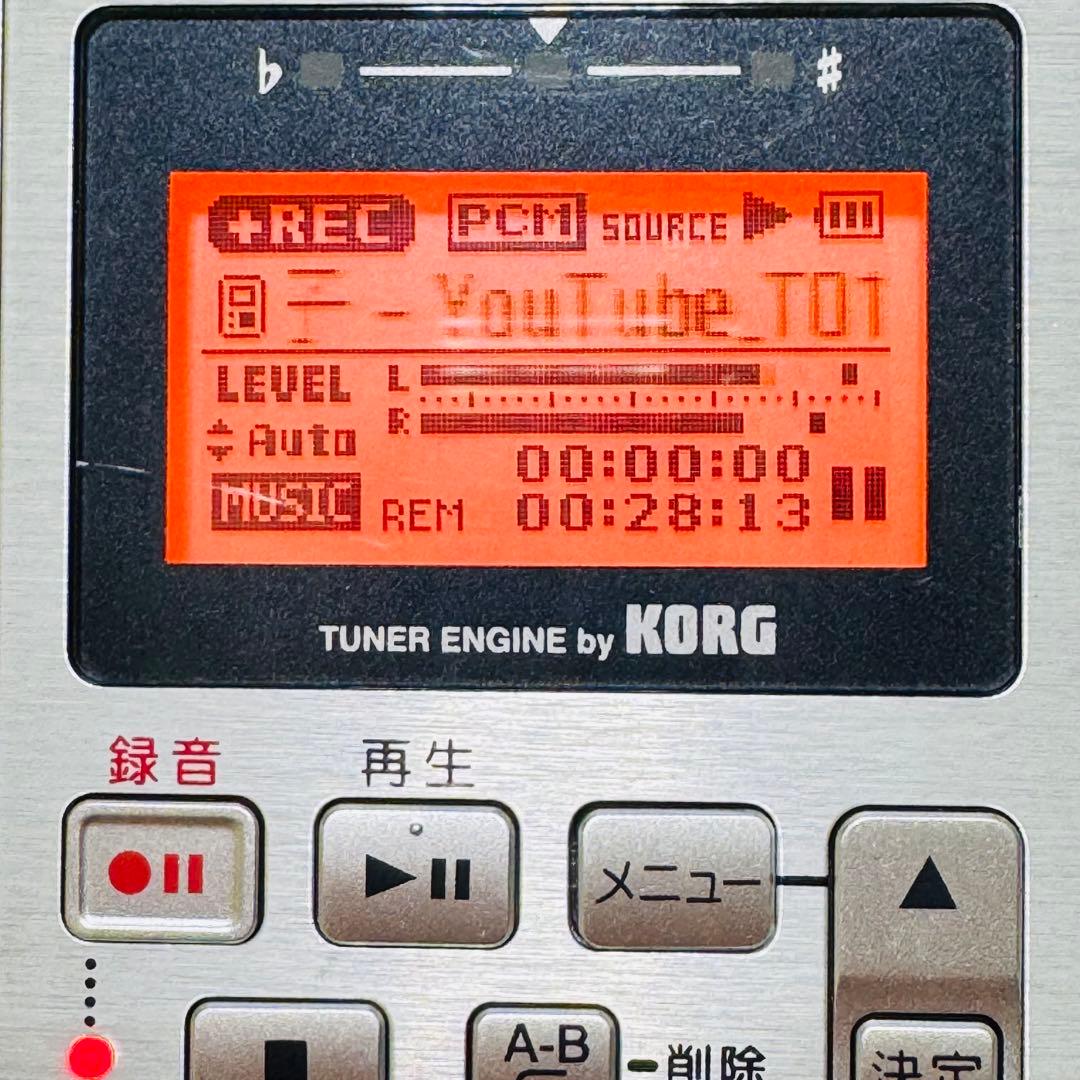 ♭ ♯
+REC PCM SOURCE
_YouTube_T01
LEVEL L
R
Auto
00:00:00
MUSIC REM 00:28:13
TUNER ENGINE by KORG
録音 再生
メニュー
A-B
削除
決定